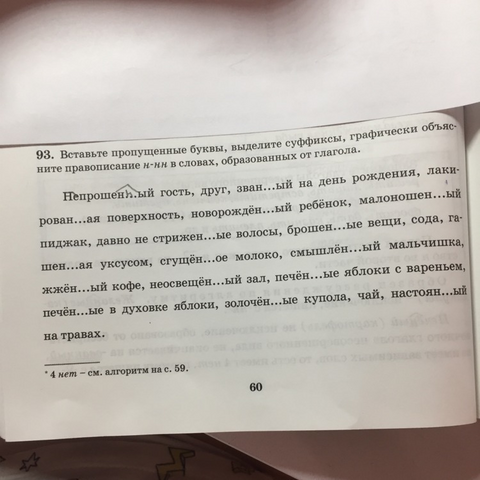 93. Вставьте пропущенные буквы, выделите суффиксы, графически объяс-
ните правописание н-нн в словах, образованных от глагола.
Непрошенн.ый гость, друг, зван...ый на день рождения, лаки-
рован...ая поверхность, новорождён...ый ребёнок, малоношен...ый
пиджак, давно не стрижен...ые волосы, брошен...ые вещи, сода, га-
шен...ая уксусом, сгущён...ое молоко, смышлён...ый мальчишка,
жжён...ый кофе, неосвещён...ый зал, печён...ые яблоки с вареньем,
печён...ые в духовке яблоки, золочён...ые купола, чай, настоян...ый
на травах.
* 4 нет – см. алгоритм на с. 59.
60